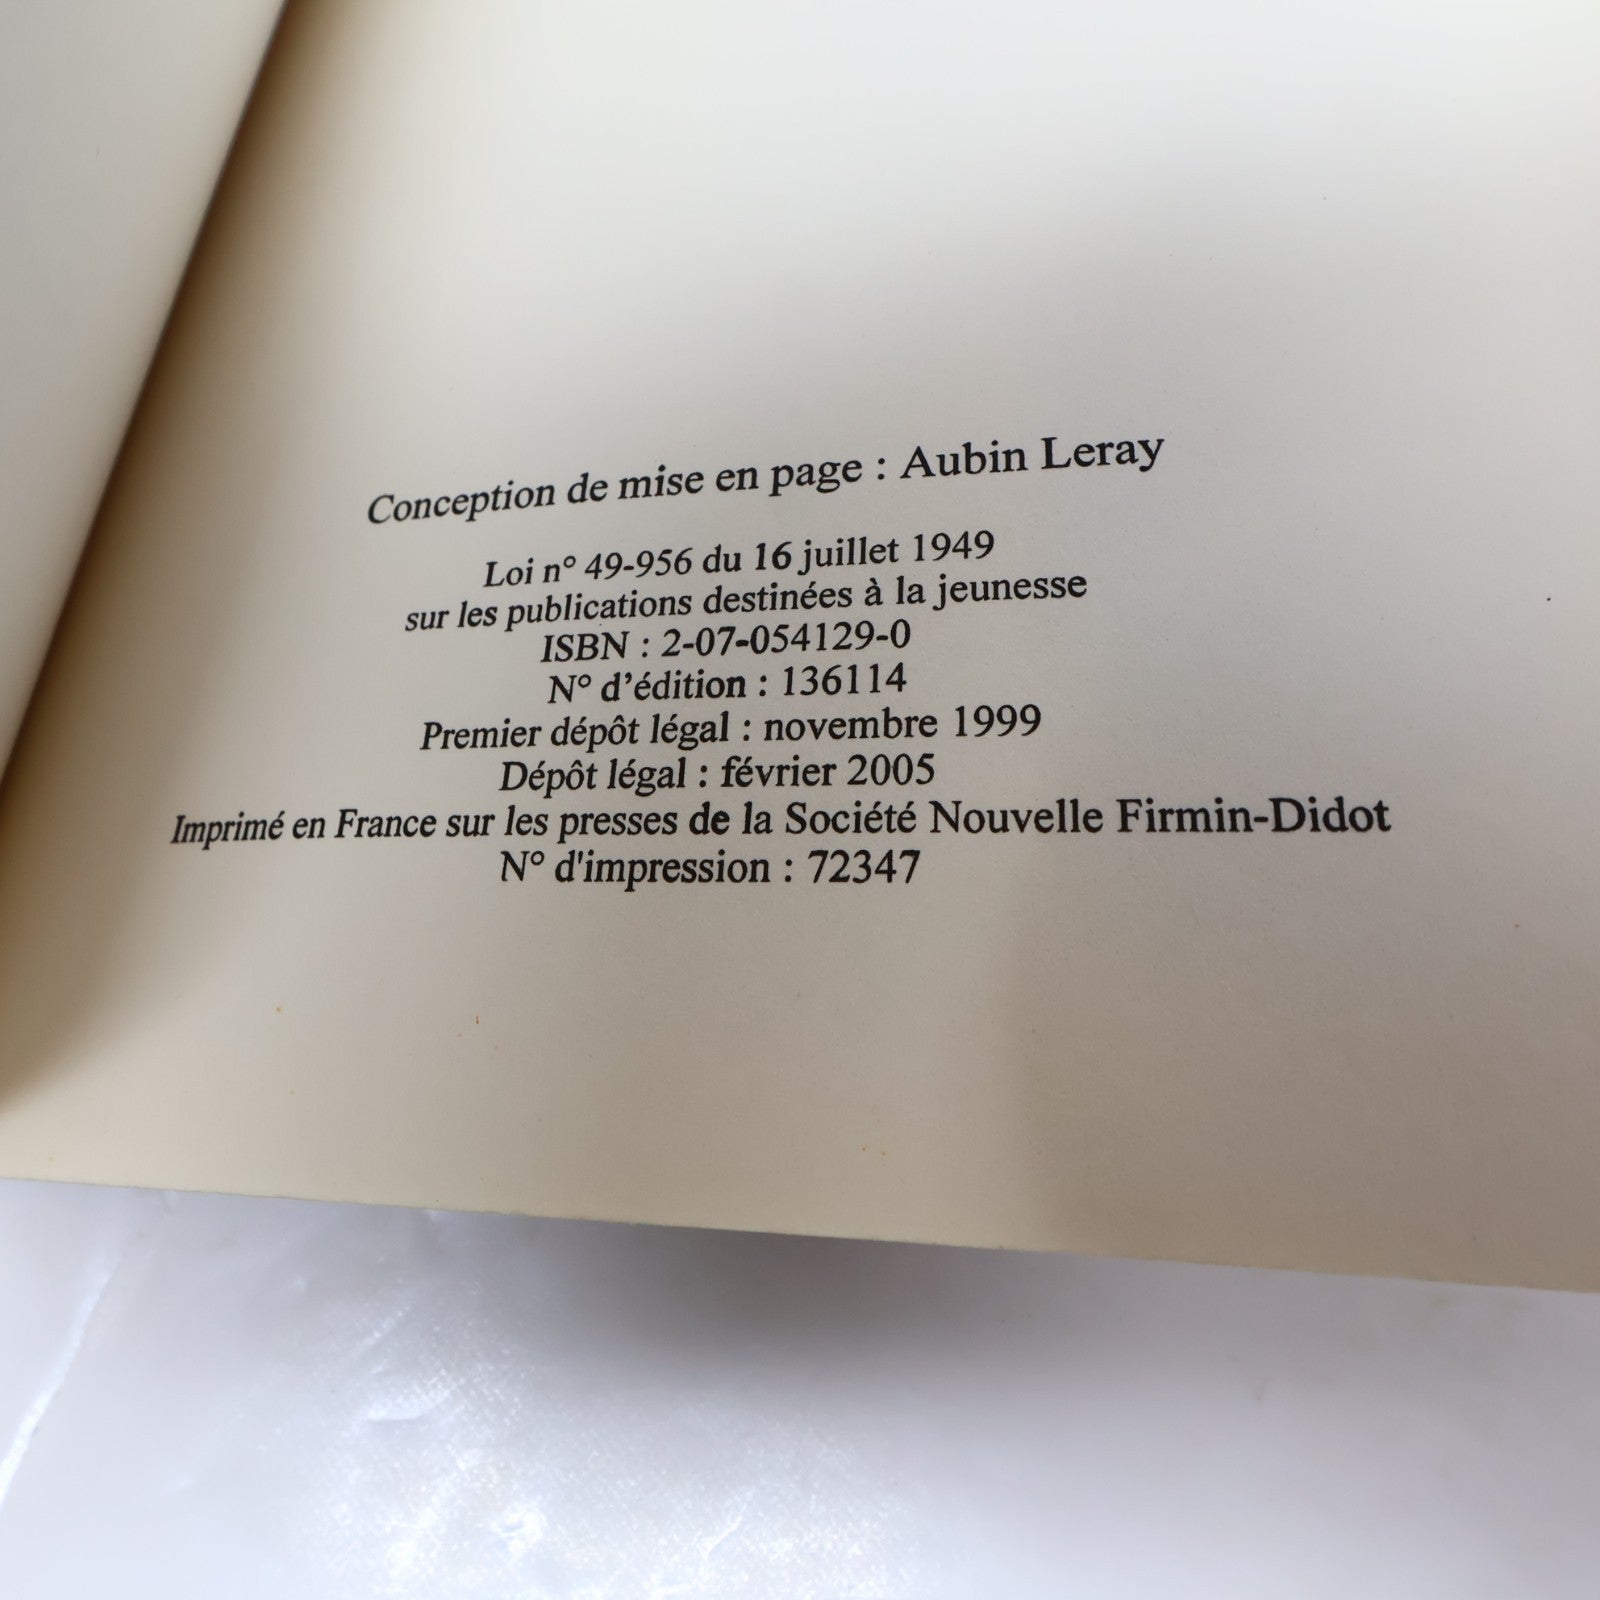 Conception de mise en page : Aubin Leray
Loi n° 49-956 du 16 juillet 1949
sur les publications destinées à la jeunesse
ISBN : 2-07-054129-0
N° d’édition : 136114
Premier dépôt légal : novembre 1999
Dépôt légal : février 2005
Imprimé en France sur les presses de la Société Nouvelle Firmin-Didot
N° d'impression : 72347